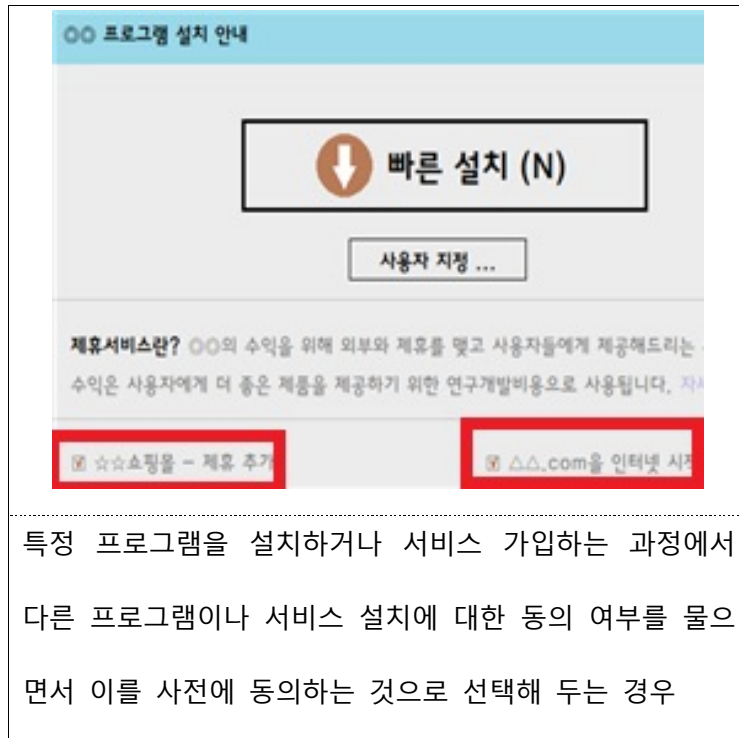 ○○ 프로그램 설치 안내
빠른 설치 (N)
사용자 지정 ...
제휴서비스란? ○○의 수익을 위해 외부와 제휴를 맺고 사용자들에게 제공해드리는
수익은 사용자에게 더 좋은 제품을 제공하기 위한 연구개발비용으로 사용됩니다.
☆☆쇼핑몰 - 제휴 추가
△△.com을 인터넷
특정 프로그램을 설치하거나 서비스 가입하는 과정에서
다른 프로그램이나 서비스 설치에 대한 동의 여부를 물으
면서 이를 사전에 동의하는 것으로 선택해 두는 경우